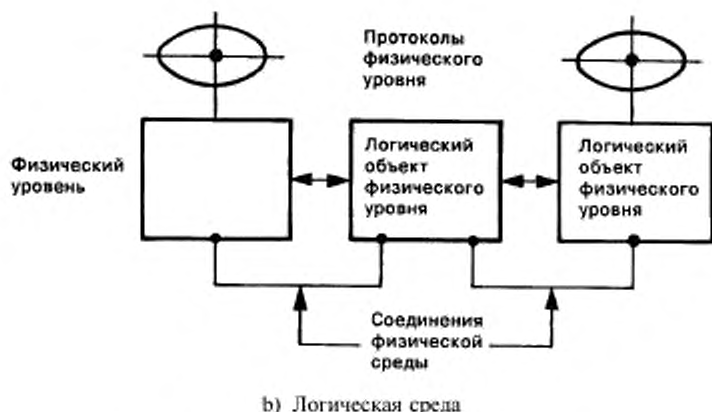 Протоколы
физического
уровня
Физический
уровень
Логический
объект
физического
уровня
Логический
объект
физического
уровня
Соединения
физической
среды
b) Логическая среда